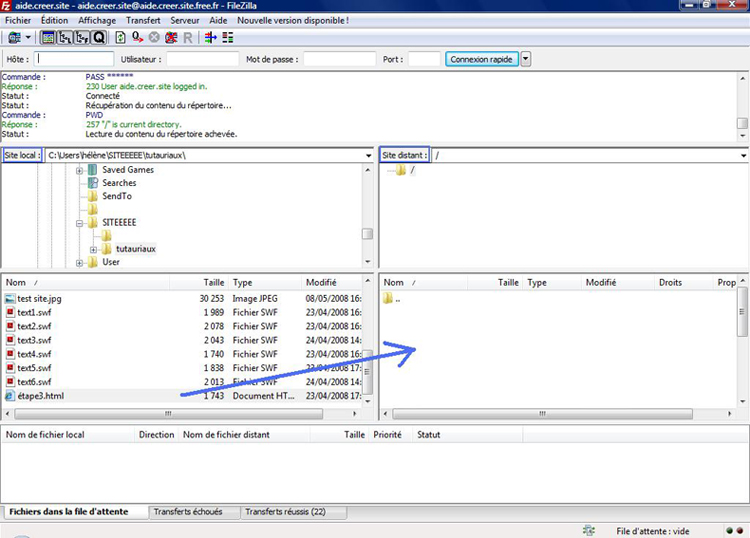 aide.creer.site - aide.creer.site@aide.creer.site.free.fr - FileZilla
Fichier Édition Affichage Transfert Serveur Aide Nouvelle version disponible !
Hôte : Utilisateur : Mot de passe : Port : Connexion rapide
Commande : PASS ******
Réponse : 230 User aide.creer.site logged in.
Statut : Connecté
Statut : Récupération du contenu du répertoire...
Commande : PWD
Réponse : 257 "/" is current directory.
Statut : Lecture du contenu du répertoire achevée.
Site local : C:\Users\hélène\SITEEEEE\tutauriaux\
Saved Games
Searches
SendTo
SITEEEEE
tutauriaux
User
Site distant : /
/
Nom / Taille Type Modifié
test site.jpg 30 253 Image JPEG 08/05/2008 16:
text1.swf 1 989 Fichier SWF 23/04/2008 16:
text2.swf 2 078 Fichier SWF 23/04/2008 16:
text3.swf 2 043 Fichier SWF 24/04/2008 14:
text4.swf 1 740 Fichier SWF 23/04/2008 16:
text5.swf 1 838 Fichier SWF 23/04/2008 17:
text6.swf 2 013 Fichier SWF 24/04/2008 14:
étape3.html 1 743 Document HT... 23/04/2008 17:
Nom / Taille Type Modifié Droits Prop
..
Nom de fichier local Direction Nom de fichier distant Taille Priorité Statut
Fichiers dans la file d'attente Transferts échoués Transferts réussis (22)
File d'attente : vide